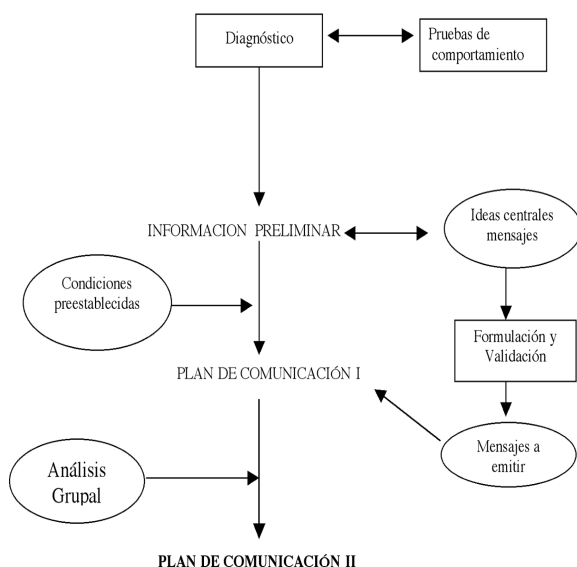 Diagnóstico
Pruebas de
comportamiento
INFORMACION PRELIMINAR
Ideas centrales
mensajes
Condiciones
preestablecidas
Formulación y
Validación
PLAN DE COMUNICACIÓN I
Mensajes a
emitir
Análisis
Grupal
PLAN DE COMUNICACIÓN II